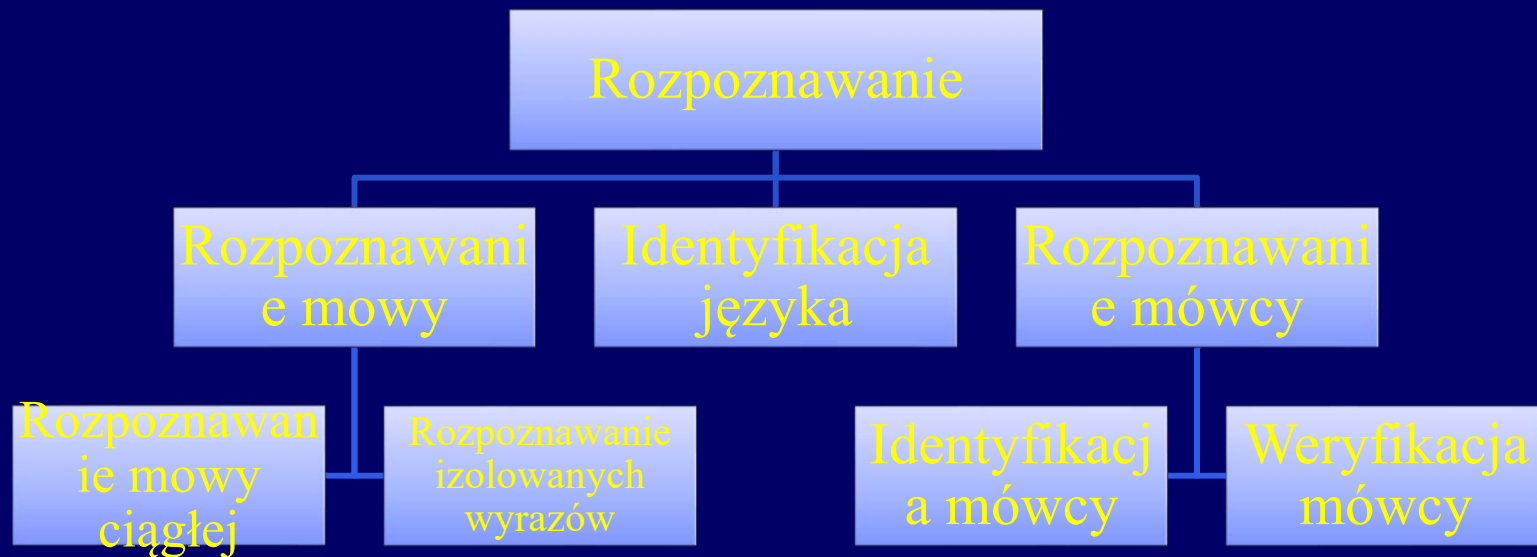 Rozpoznawanie
Rozpoznawani
e mowy
Identyfikacja
języka
Rozpoznawani
e mówcy
Rozpoznawan
ie mowy
ciągłej
Rozpoznawanie
izolowanych
wyrazów
Identyfikacj
a mówcy
Weryfikacja
mówcy